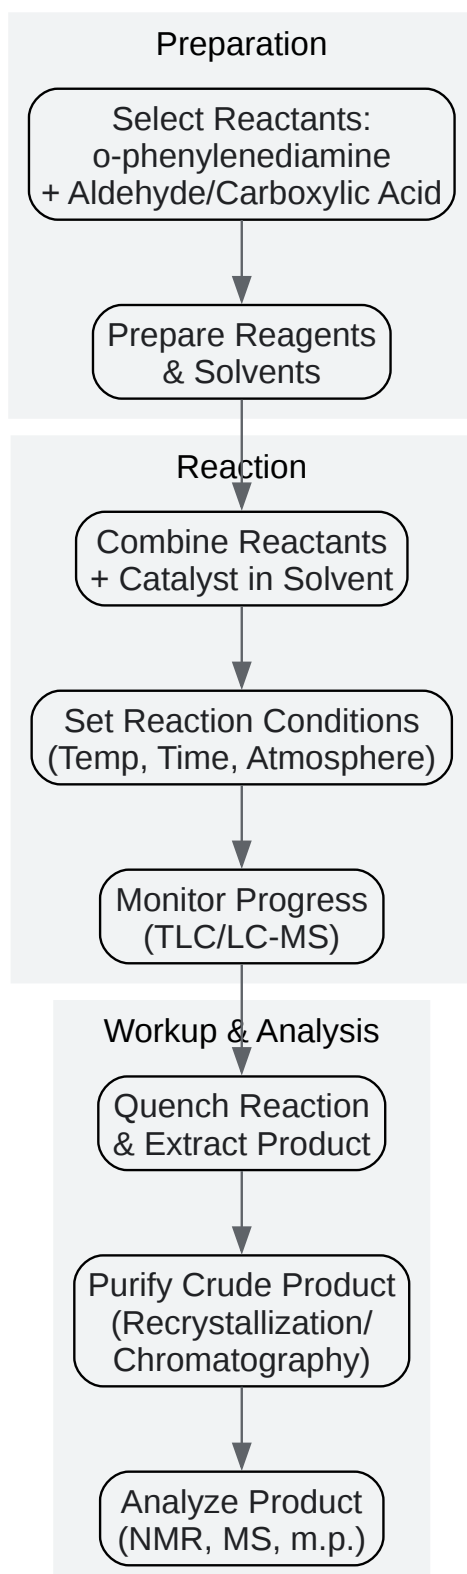 Preparation
Select Reactants:
o-phenylenediamine
+ Aldehyde/Carboxylic Acid
Prepare Reagents
& Solvents
Reaction
Combine Reactants
+ Catalyst in Solvent
Set Reaction Conditions
(Temp, Time, Atmosphere)
Monitor Progress
(TLC/LC-MS)
Workup & Analysis
Quench Reaction
& Extract Product
Purify Crude Product
(Recrystallization/
Chromatography)
Analyze Product
(NMR, MS, m.p.)